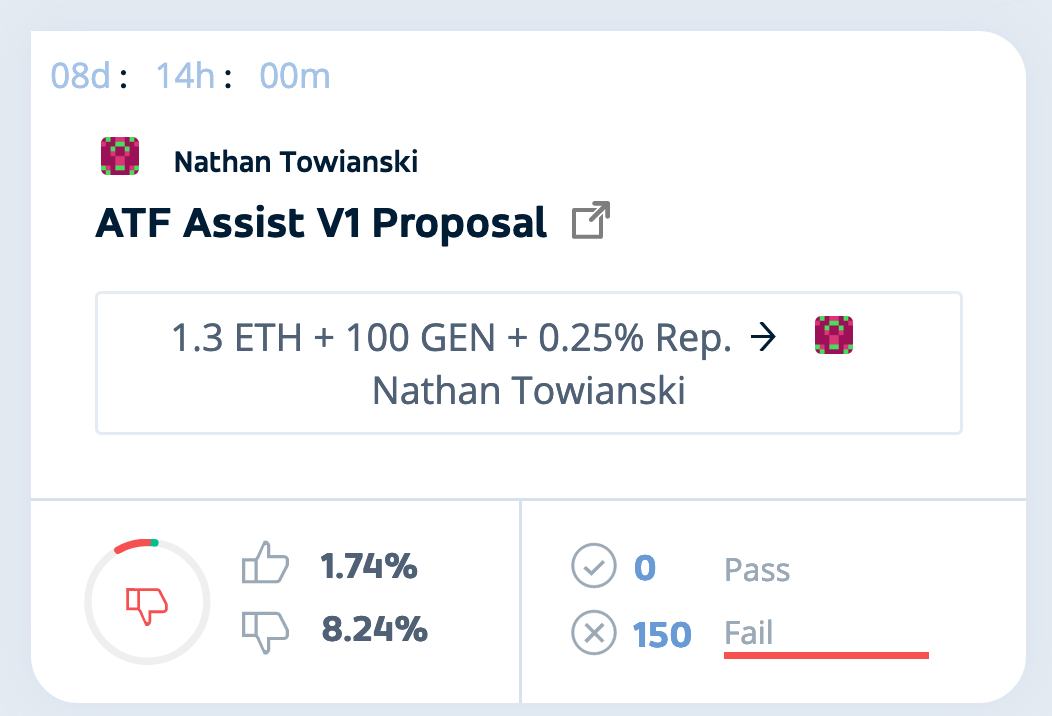 08d : 14h : 00m
Nathan Towianski
ATF Assist V1 Proposal
1.3 ETH + 100 GEN + 0.25% Rep. →
Nathan Towianski
1.74%
8.24%
0 Pass
150 Fail